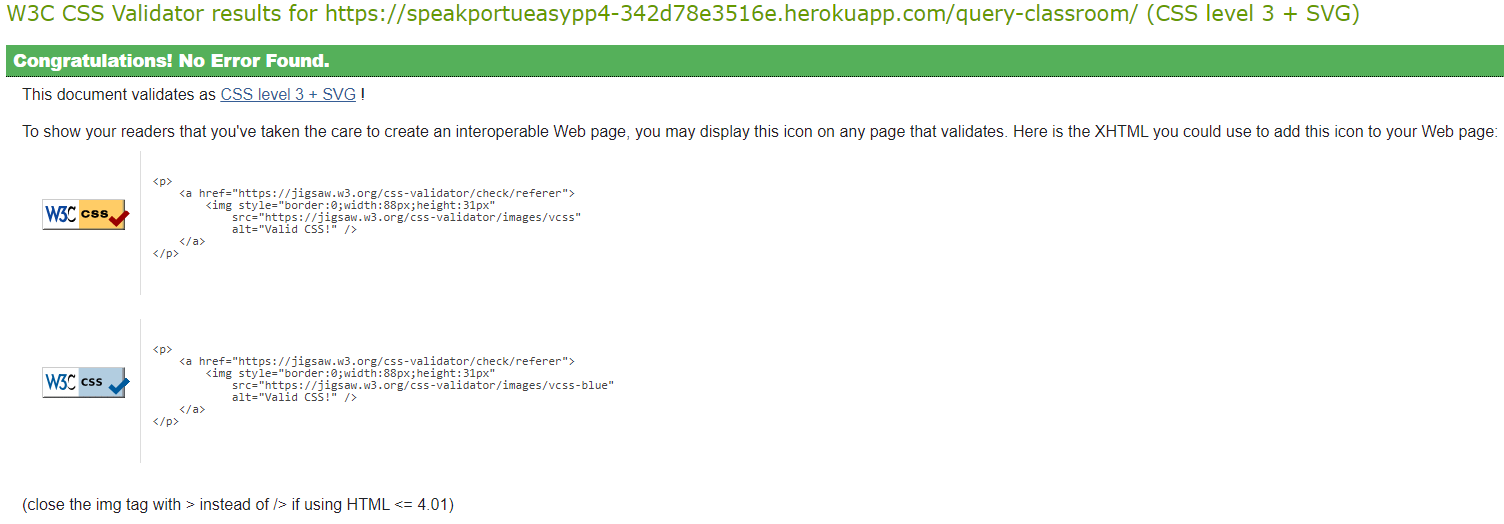 W3C CSS Validator results for https://speakportueasypp4-342d78e3516e.herokuapp.com/query-classroom/ (CSS level 3 + SVG)
Congratulations! No Error Found.
This document validates as CSS level 3 + SVG !
To show your readers that you've taken the care to create an interoperable Web page, you may display this icon on any page that validates. Here is the XHTML you could use to add this icon to your Web page:
W3C css
<p>
<a href="https://jigsaw.w3.org/css-validator/check/referer">
<img style="border:0;width:88px;height:31px"
src="https://jigsaw.w3.org/css-validator/images/vcss"
alt="Valid CSS!" />
</a>
</p>
W3C css
<p>
<a href="https://jigsaw.w3.org/css-validator/check/referer">
<img style="border:0;width:88px;height:31px"
src="https://jigsaw.w3.org/css-validator/images/vcss-blue"
alt="Valid CSS!" />
</a>
</p>
(close the img tag with > instead of /> if using HTML <= 4.01)